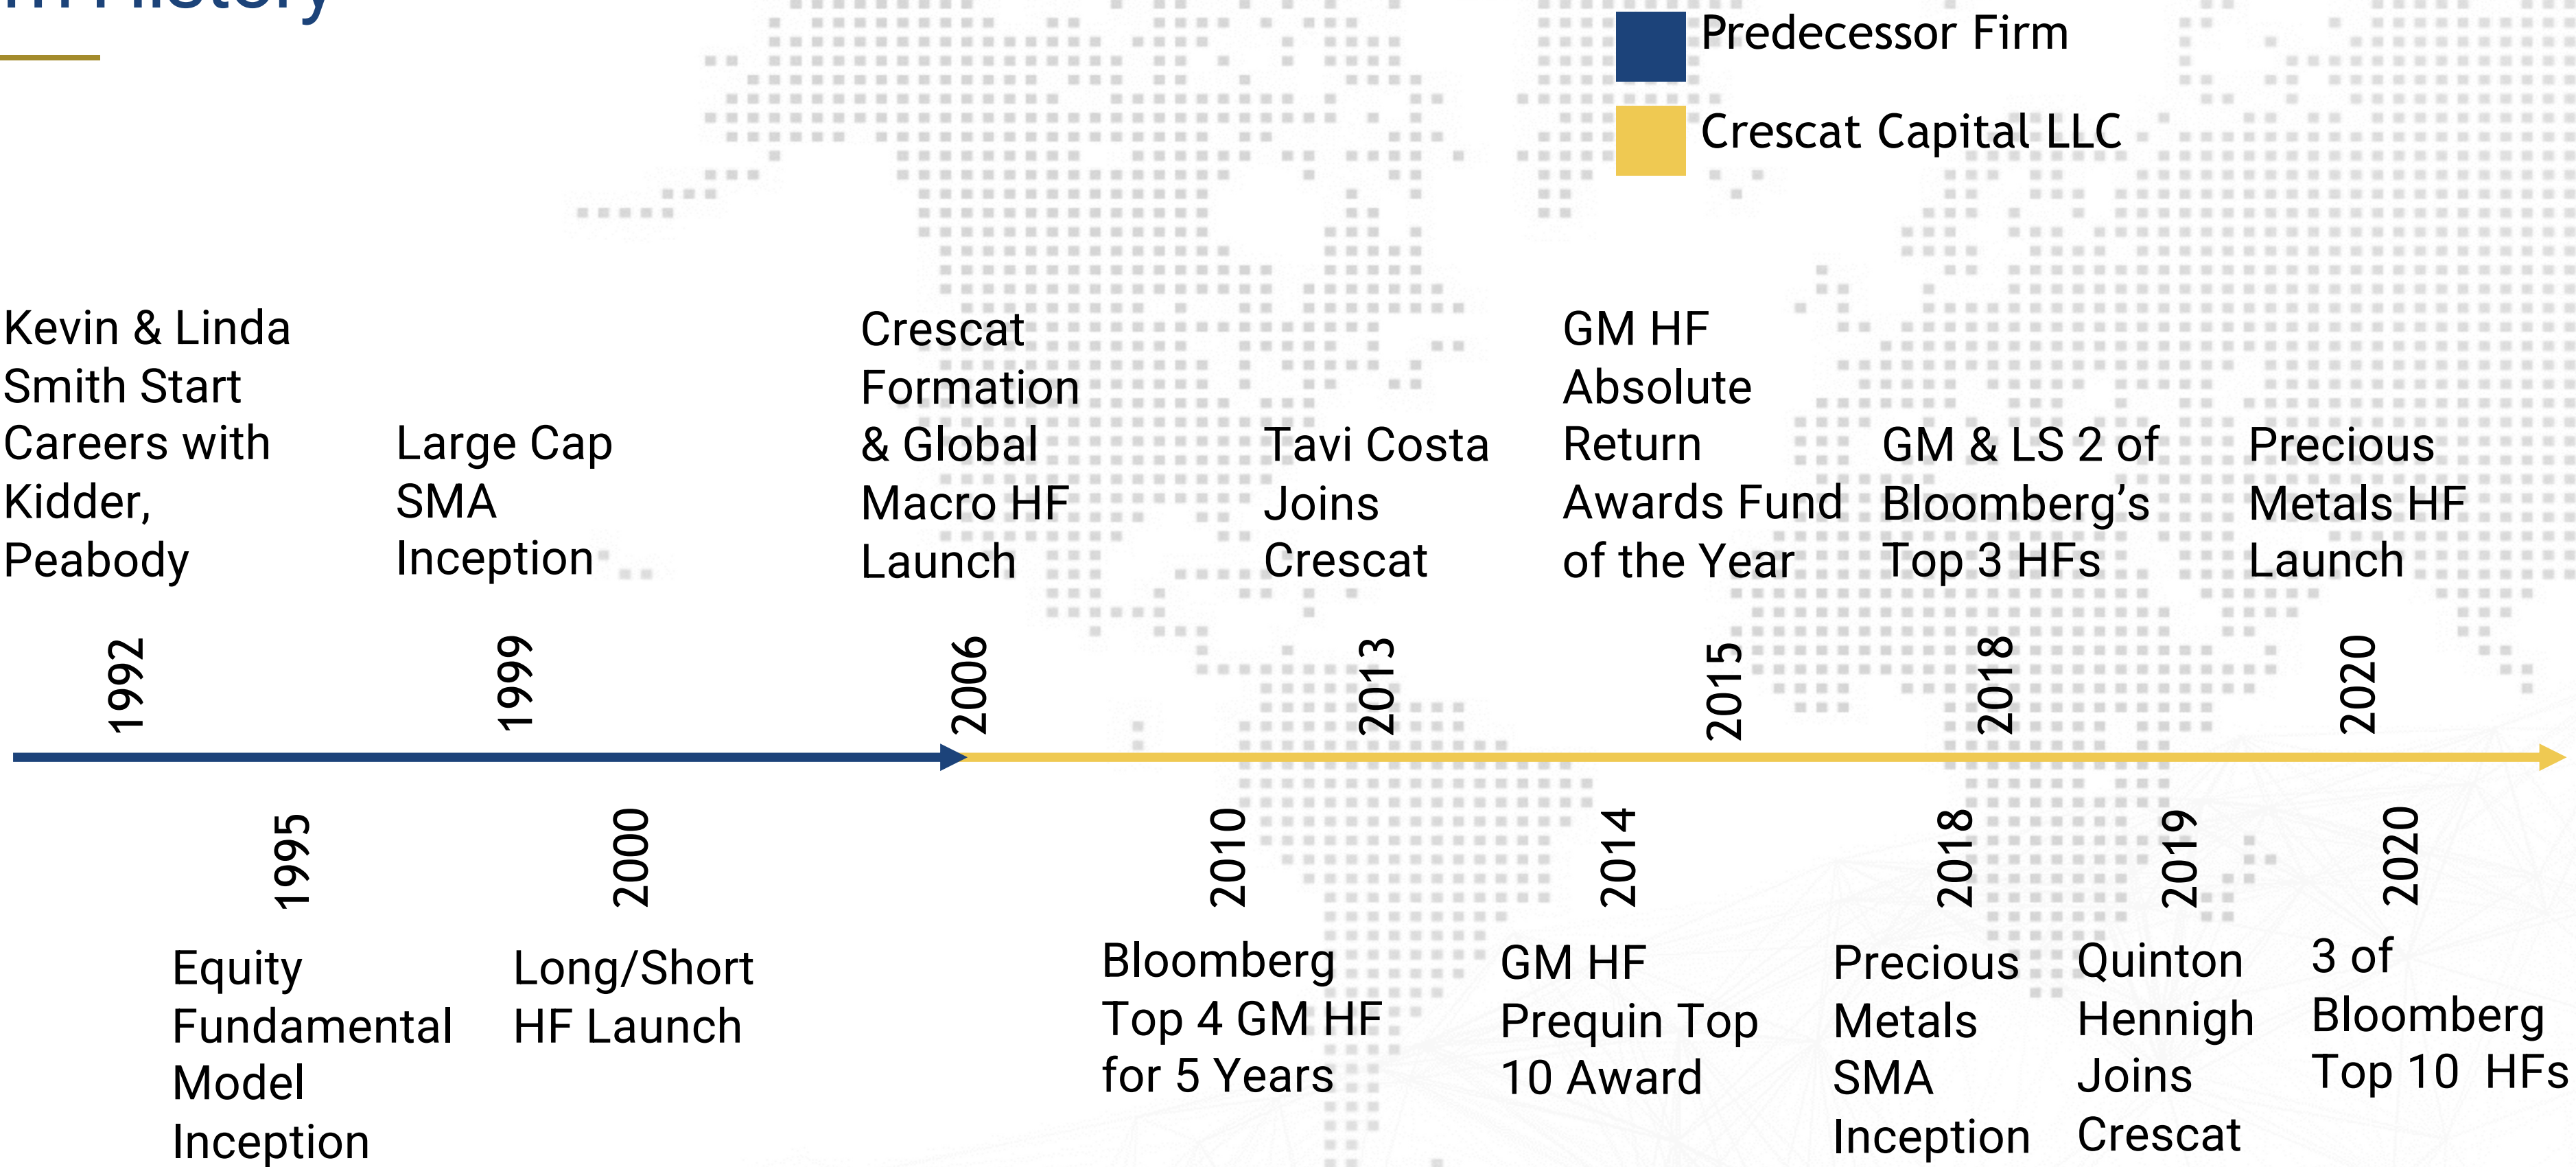 History
Predecessor Firm
Crescat Capital LLC
Kevin & Linda
Smith Start
Careers with
Kidder,
Peabody
Large Cap
SMA
Inception
Crescat
Formation
& Global
Macro HF
Launch
Tavi Costa
Joins
Crescat
GM HF
Absolute
Return
Awards Fund
of the Year
GM & LS 2 of
Bloomberg’s
Top 3 HFs
Precious
Metals HF
Launch
1992
1999
2006
2013
2015
2018
2020
1995
2000
2010
2014
2018
2019
2020
Equity
Fundamental
Model
Inception
Long/Short
HF Launch
Bloomberg
Top 4 GM HF
for 5 Years
GM HF
Prequin Top
10 Award
Precious
Metals
SMA
Inception
Quinton
Hennigh
Joins
Crescat
3 of
Bloomberg
Top 10 HFs